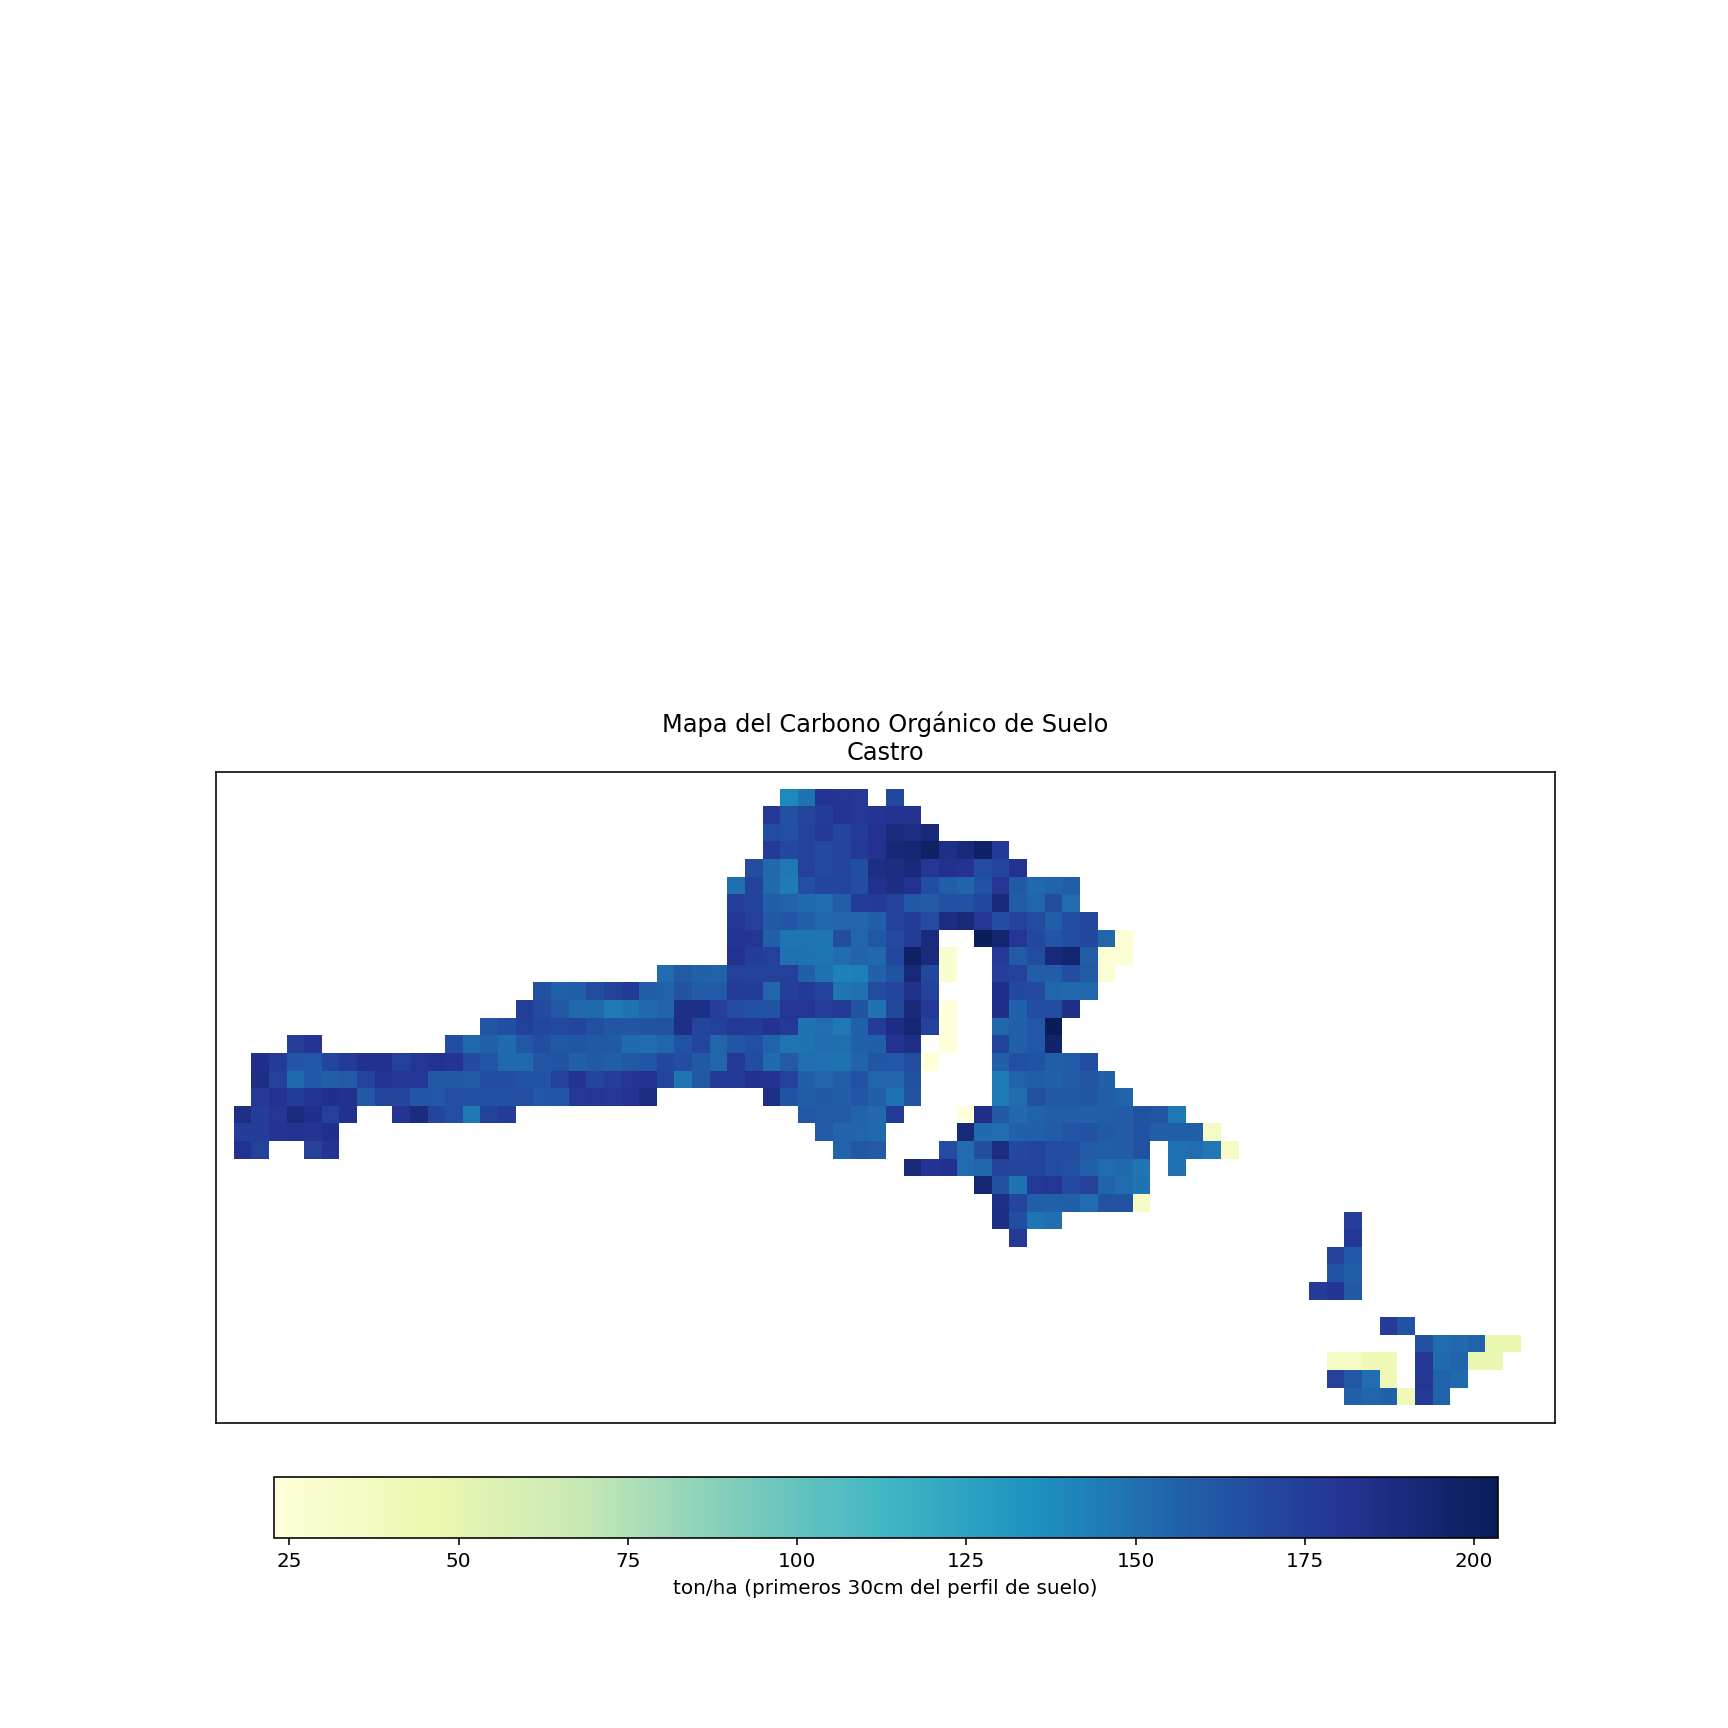 Mapa del Carbono Orgánico de Suelo
Castro
25 50 75 100 125 150 175 200
ton/ha (primeros 30cm del perfil de suelo)